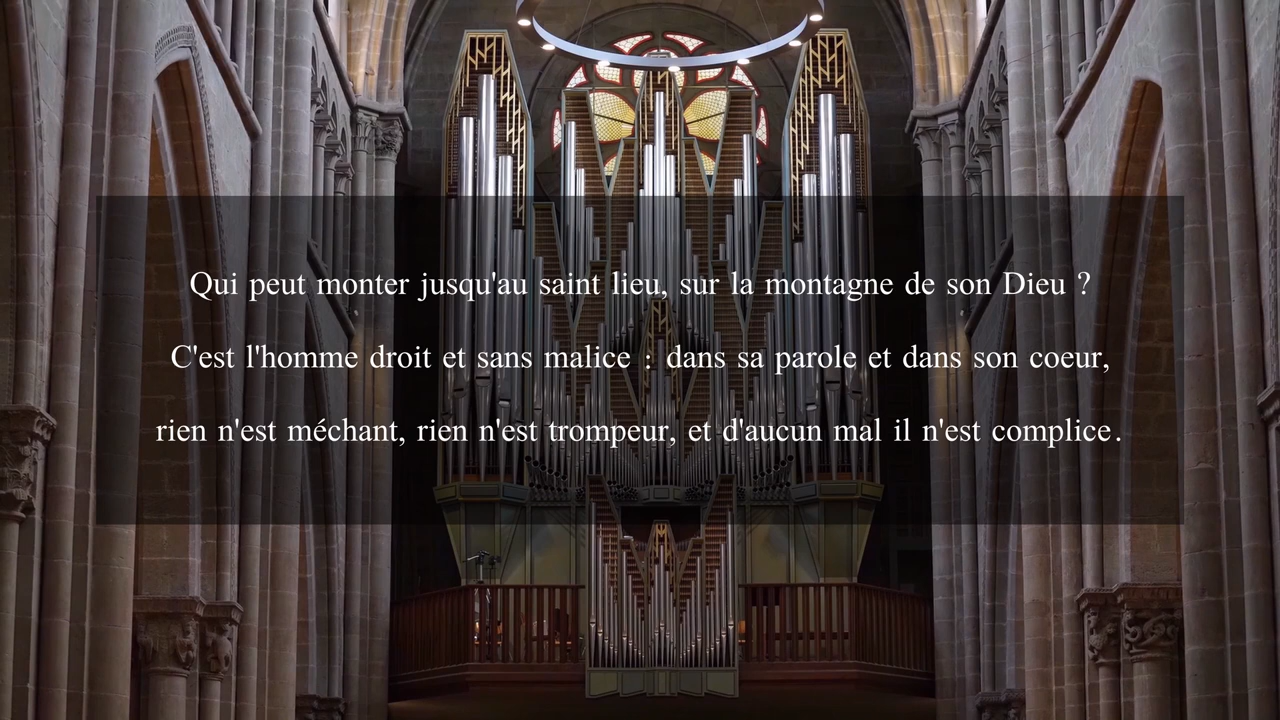 Qui peut monter jusqu'au saint lieu, sur la montagne de son Dieu ?
C'est l'homme droit et sans malice : dans sa parole et dans son coeur,
rien n'est méchant, rien n'est trompeur, et d'aucun mal il n'est complice.